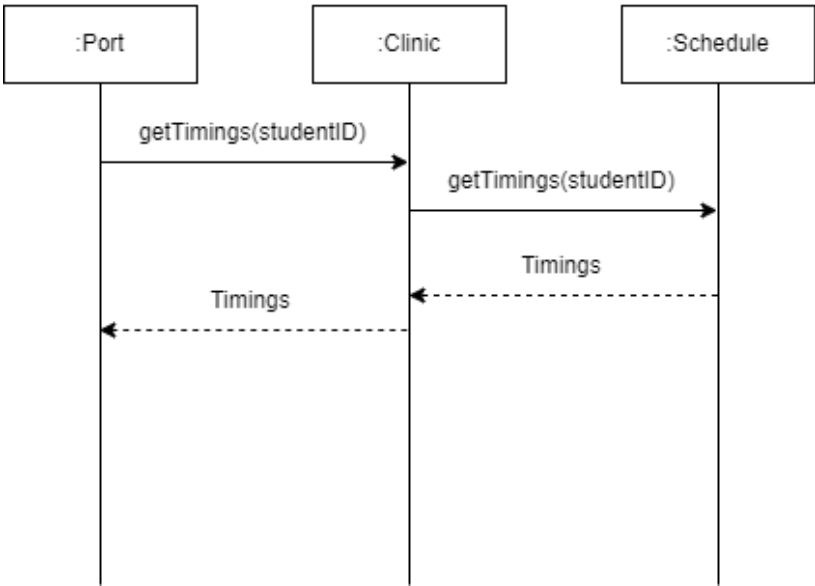 :Port
:Clinic
:Schedule
getTimings(studentID)
getTimings(studentID)
Timings
Timings